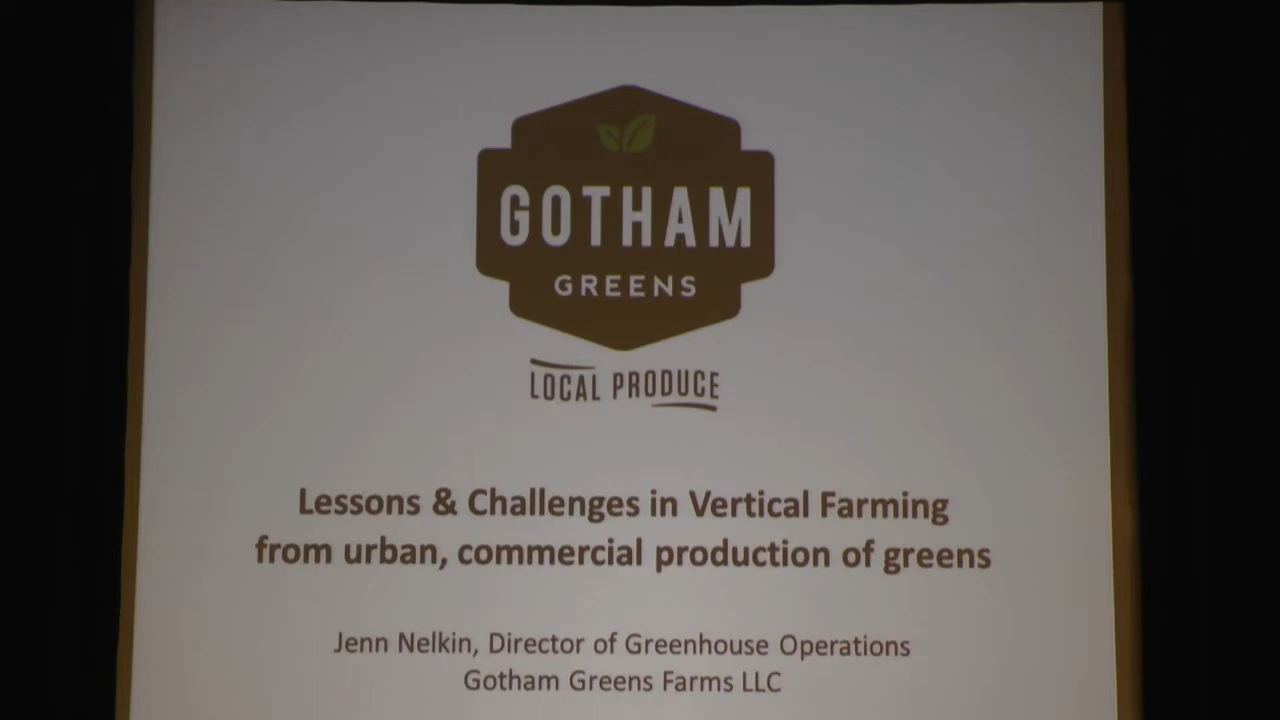 GOTHAM
GREENS
LOCAL PRODUCE
Lessons & Challenges in Vertical Farming
from urban, commercial production of greens
Jenn Nelkin, Director of Greenhouse Operations
Gotham Greens Farms LLC